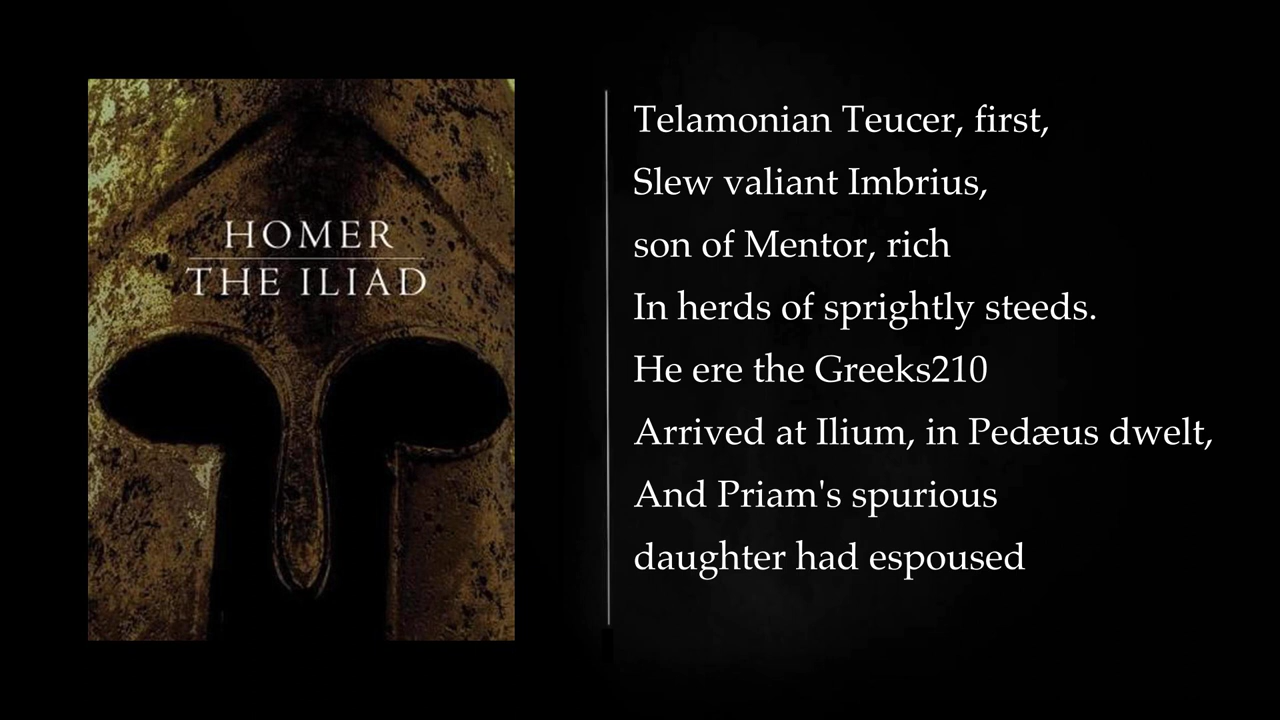 HOMER
THE ILIAD
Telamonian Teucer, first,
Slew valiant Imbrius,
son of Mentor, rich
In herds of sprightly steeds.
He ere the Greeks210
Arrived at Ilium, in Pedæus dwelt,
And Priam's spurious
daughter had espoused